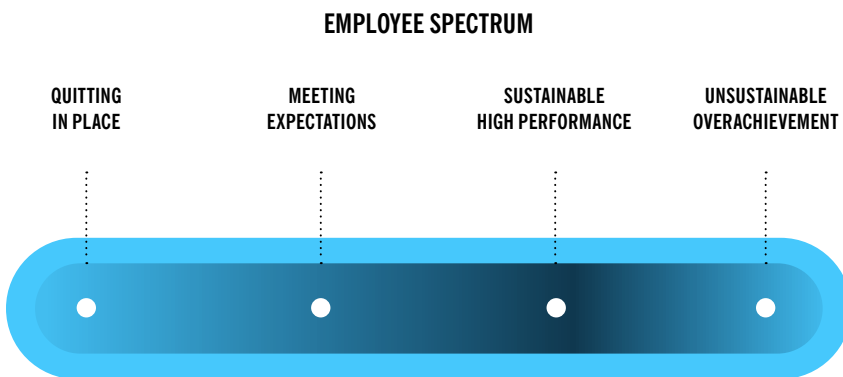 EMPLOYEE SPECTRUM
QUITTING
IN PLACE
MEETING
EXPECTATIONS
SUSTAINABLE
HIGH PERFORMANCE
UNSUSTAINABLE
OVERACHIEVEMENT